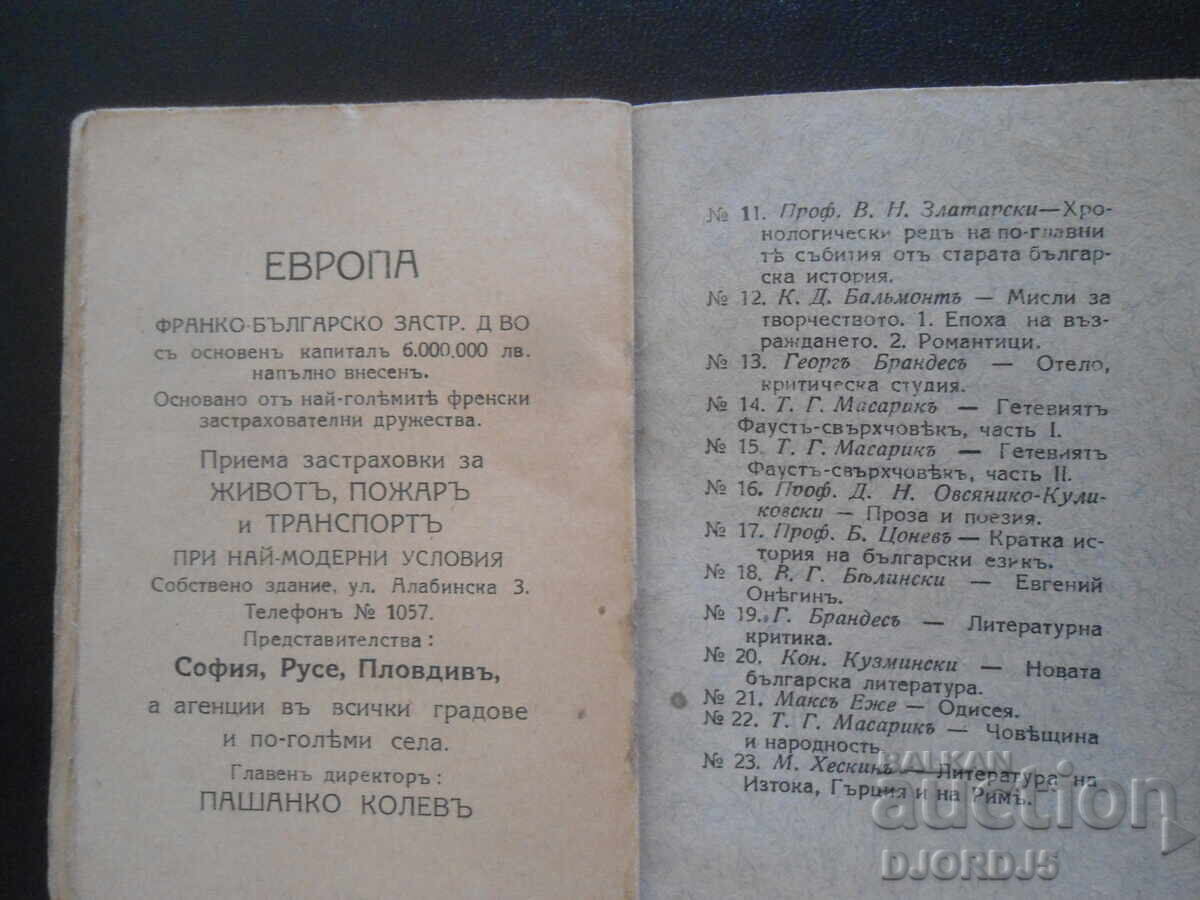 ЕВРОПА
ФРАНКО-БЪЛГАРСКО ЗАСТР. Д ВО
съ основенъ капиталъ 6.000.000 лв.
напълно внесенъ.
Основано отъ най-голѣмитѣ френски
застрахователни дружества.
Приема застраховки за
ЖИВОТЪ, ПОЖАРЪ
и ТРАНСПОРТЪ
ПРИ НАЙ-МОДЕРНИ УСЛОВИЯ
Собствено здание, ул. Алабинска 3.
Телефонъ № 1057.
Представителства :
София, Русе, Пловдивъ,
а агенции въ всички градове
и по-голѣми села.
Главенъ директоръ :
ПАШАНКО КОЛЕВЪ
№ 11. Проф. В. Н. Златарски—Хро-
нологически редъ на по-главни
тѣ събития отъ старата българ-
ска история.
№ 12. К. Д. Бальмонтъ — Мисли за
творчеството. 1. Епоха на въз-
раждането. 2. Романтици.
№ 13. Георгъ Брандесъ — Отело,
критическа студия.
№ 14. Т. Г. Масарикъ — Гетевиятъ
Фаустъ-свърхчовѣкъ, часть I.
№ 15. Т. Г. Масарикъ — Гетевиятъ
Фаустъ-свърхчовѣкъ, часть II.
№ 16. Проф. Д. Н. Овсянико-Кули-
ковски — Проза и поезия.
№ 17. Проф. Б. Цоневъ — Кратка ис-
тория на български езикъ.
№ 18. В. Г. Бѣлински — Евгений
Онѣгинъ.
№ 19. Г. Брандесъ — Литературна
критика.
№ 20. Кон. Кузмински — Новата
българска литература.
№ 21. Максъ Еже — Одисея.
№ 22. Т. Г. Масарикъ — Човѣщина
и народность.
№ 23. М. Хескинъ — Литература на
Изтока, Гърция и на Римъ.
BALKAN
auction
DJORDJ5